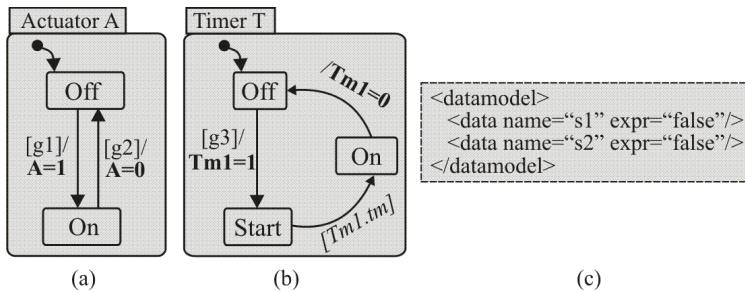 Actuator A
Off
[g1]/
A=1
[g2]/
A=0
On
(a)
Timer T
Off
/Tm1=0
[g3]/
Tm1=1
On
Start
[Tm1.tm]
(b)
<datamodel>
<data name=“s1” expr=“false”/>
<data name=“s2” expr=“false”/>
</datamodel>
(c)